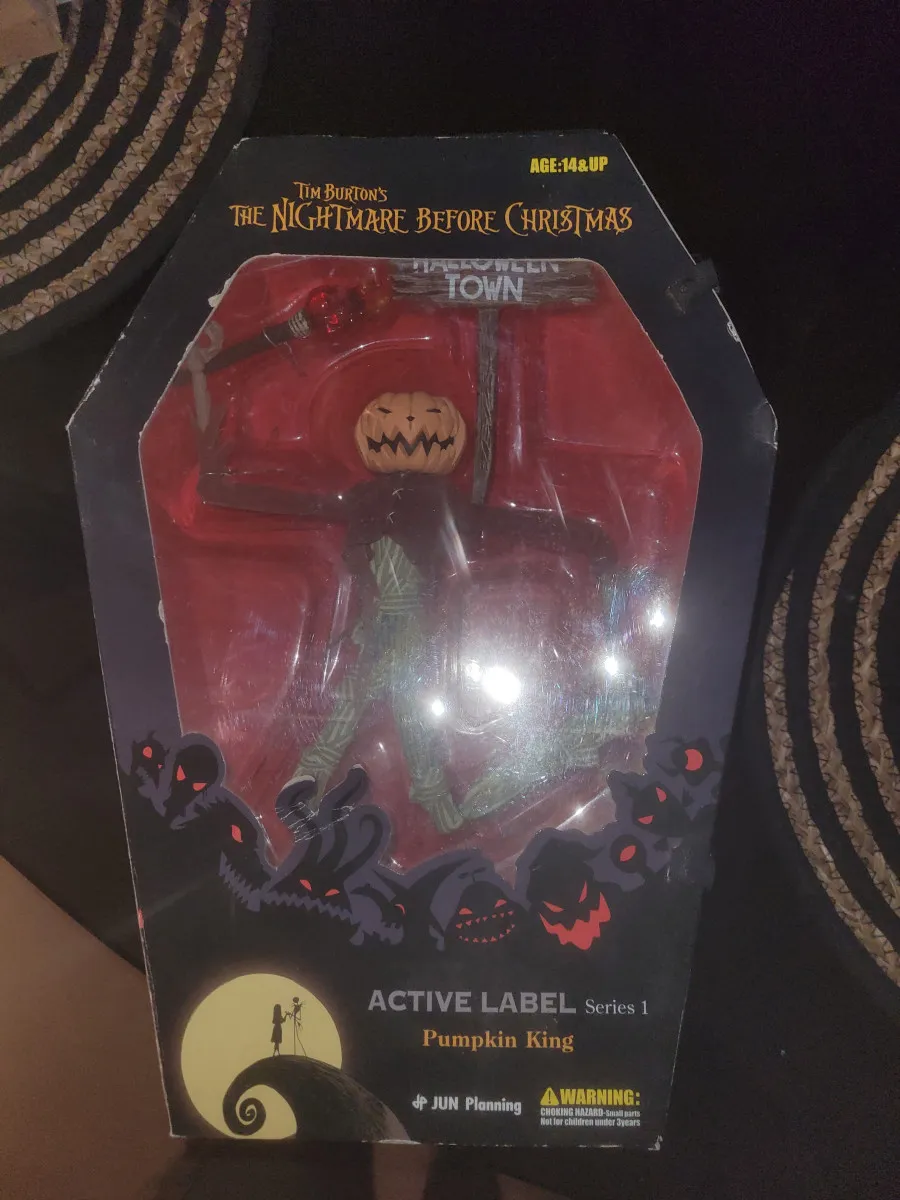 AGE:14&UP
TIM BURTON'S
THE NIGHTMARE BEFORE CHRISTMAS
HALLOWEEN
TOWN
ACTIVE LABEL Series 1
Pumpkin King
JUN Planning
WARNING:
CHOKING HAZARD-Small parts
Not for children under 3years